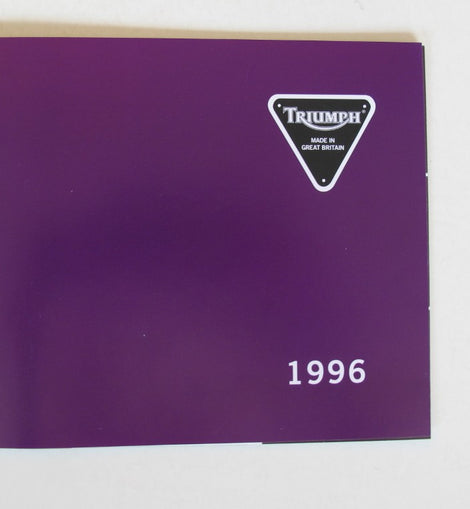 TRIUMPH
MADE IN
GREAT BRITAIN
1996